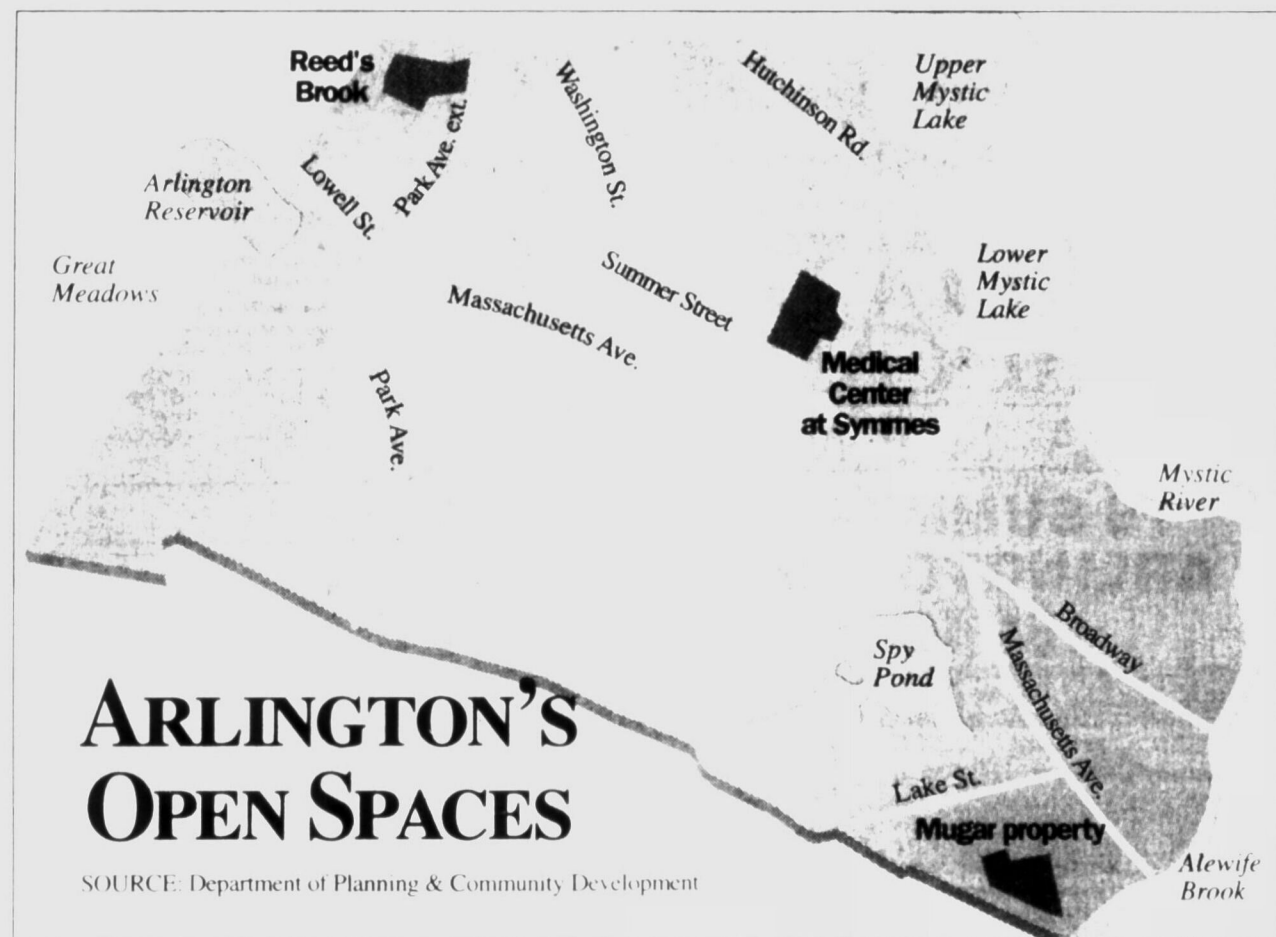 Reed's
Brook
Washington St.
Hutchinson Rd.
Upper
Mystic
Lake
Park Ave. ext.
Lowell St.
Arlington
Reservoir
Great
Meadows
Summer Street
Lower
Mystic
Lake
Massachusetts Ave.
Medical
Center
at Symmes
Park Ave.
Mystic
River
Broadway
Massachusetts Ave.
Spy
Pond
Lake St.
Mugar property
Alewife
Brook
ARLINGTON'S
OPEN SPACES
SOURCE: Department of Planning & Community Development